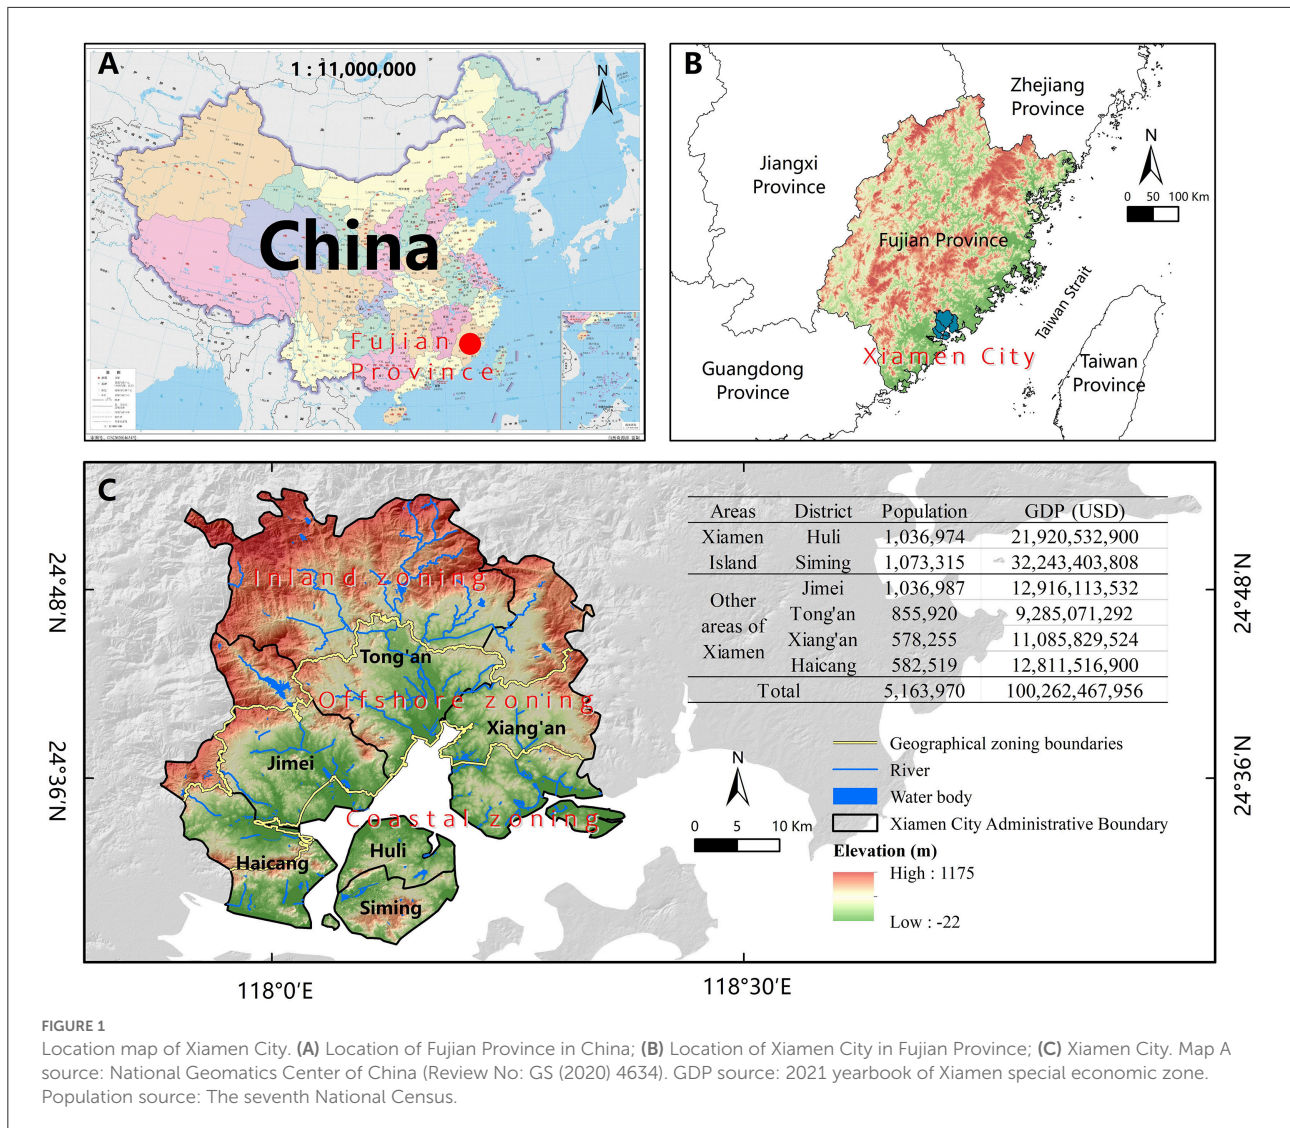 A
1 : 11,000,000
N
China
Fujian
Province
B
Zhejiang
Province
N
Jiangxi
Province
0 50 100 Km
Fujian Province
Taiwan Strait
Xiamen City
Guangdong
Province
Taiwan
Province
C
Areas District Population GDP (USD)
Xiamen Huli 1,036,974 21,920,532,900
Island Siming 1,073,315 32,243,403,808
Jimei 1,036,987 12,916,113,532
Other
Tong'an 855,920 9,285,071,292
areas of
Xiang'an 578,255 11,085,829,524
Xiamen
Haicang 582,519 12,811,516,900
Total 5,163,970 100,262,467,956
24°48′N
24°36′N
24°48′N
24°36′N
Inland zoning
Tong'an
Offshore zoning
Xiang'an
Jimei
Coastal zoning
Huli
Haicang
Siming
N
0 5 10 Km
Geographical zoning boundaries
River
Water body
Xiamen City Administrative Boundary
Elevation (m)
High : 1175
Low : -22
118°0′E
118°30′E
FIGURE 1
Location map of Xiamen City. (A) Location of Fujian Province in China; (B) Location of Xiamen City in Fujian Province; (C) Xiamen City. Map A
source: National Geomatics Center of China (Review No: GS (2020) 4634). GDP source: 2021 yearbook of Xiamen special economic zone.
Population source: The seventh National Census.